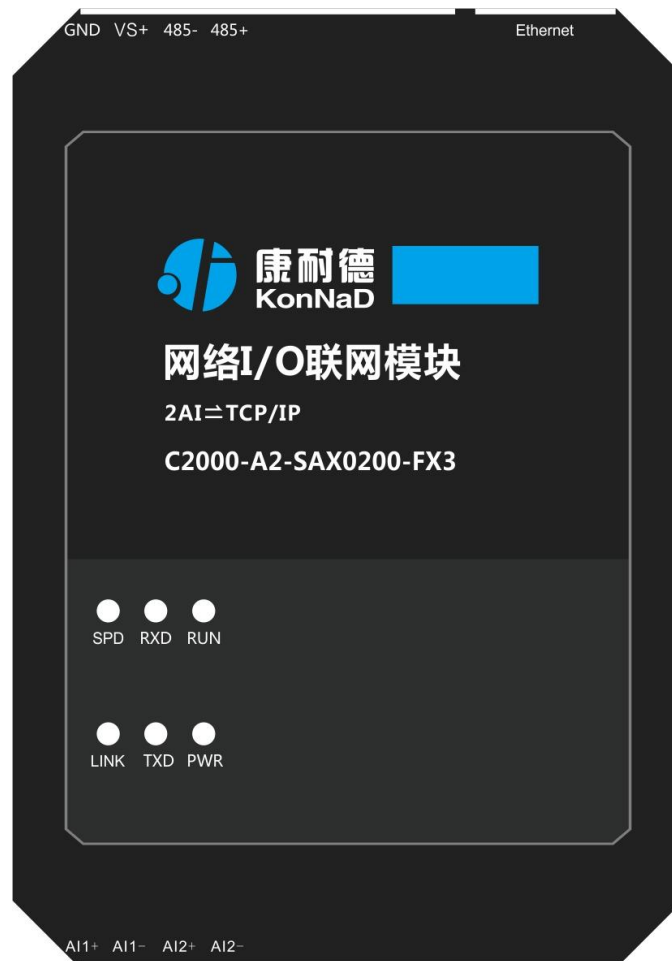 GND VS+ 485- 485+ Ethernet
康耐德
KonNaD
网络I/O联网模块
2AI⇌TCP/IP
C2000-A2-SAX0200-FX3
SPD RXD RUN
LINK TXD PWR
AI1+ AI1- AI2+ AI2-